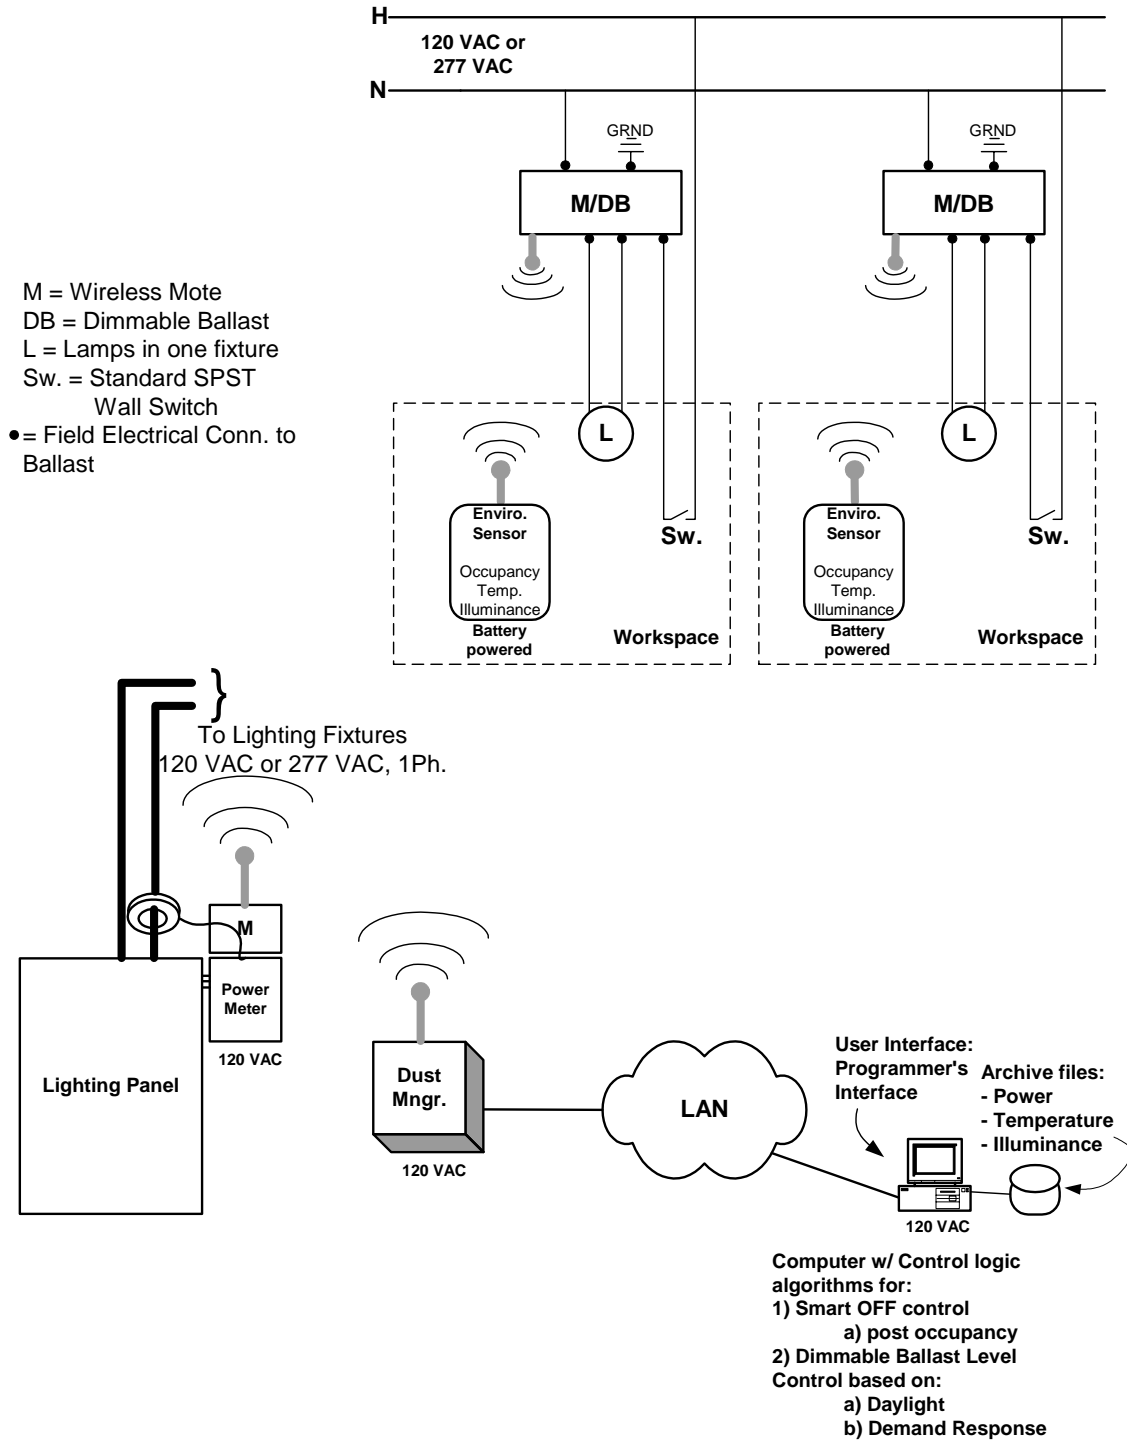 H
120 VAC or
277 VAC
N
GRND
GRND
M/DB
M/DB
M = Wireless Mote
DB = Dimmable Ballast
L = Lamps in one fixture
Sw. = Standard SPST
Wall Switch
●= Field Electrical Conn. to
Ballast
L
Enviro.
Sensor
Occupancy
Temp.
Illuminance
Battery
powered
Sw.
Workspace
L
Enviro.
Sensor
Occupancy
Temp.
Illuminance
Battery
powered
Sw.
Workspace
}
To Lighting Fixtures
120 VAC or 277 VAC, 1Ph.
M
Power
Meter
120 VAC
Lighting Panel
Dust
Mngr.
120 VAC
LAN
User Interface:
Programmer's
Interface
Archive files:
- Power
- Temperature
- Illuminance
120 VAC
Computer w/ Control logic
algorithms for:
1) Smart OFF control
a) post occupancy
2) Dimmable Ballast Level
Control based on:
a) Daylight
b) Demand Response